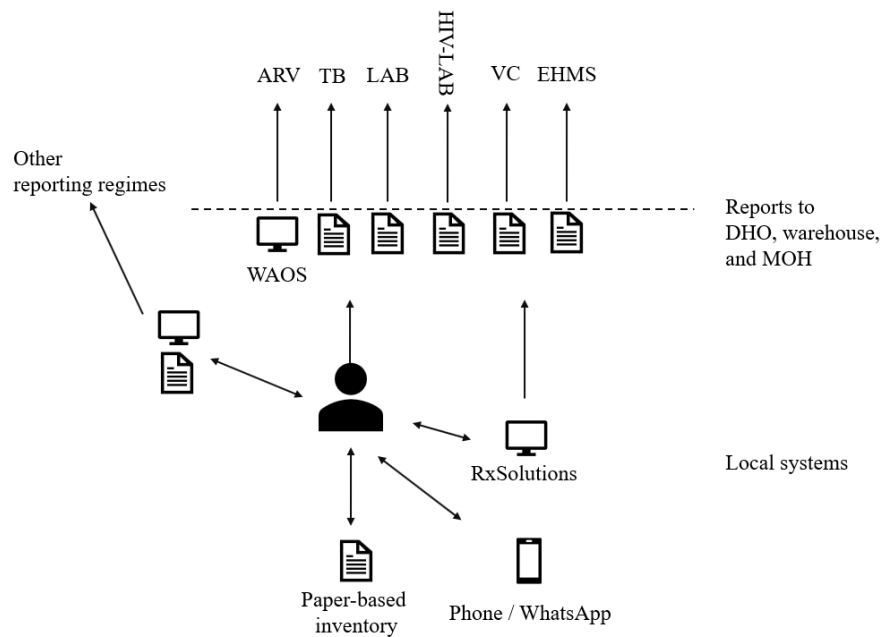 ARV
TB
LAB
HIV-LAB
VC
EHMS
Other
reporting regimes
Reports to
DHO, warehouse,
and MOH
WAOS
RxSolutions
Local systems
Paper-based
inventory
Phone / WhatsApp